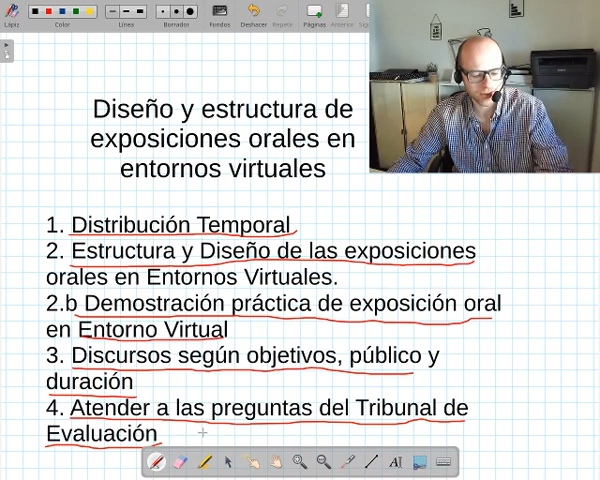 Lápiz
Color
Línea
Borrador
Fondos
Deshacer
Repetir
Páginas
Anterior
Diseño y estructura de
exposiciones orales en
entornos virtuales
1. Distribución Temporal
2. Estructura y Diseño de las exposiciones
orales en Entornos Virtuales.
2.b Demostración práctica de exposición oral
en Entorno Virtual
3. Discursos según objetivos, público y
duración
4. Atender a las preguntas del Tribunal de
Evaluación
AI